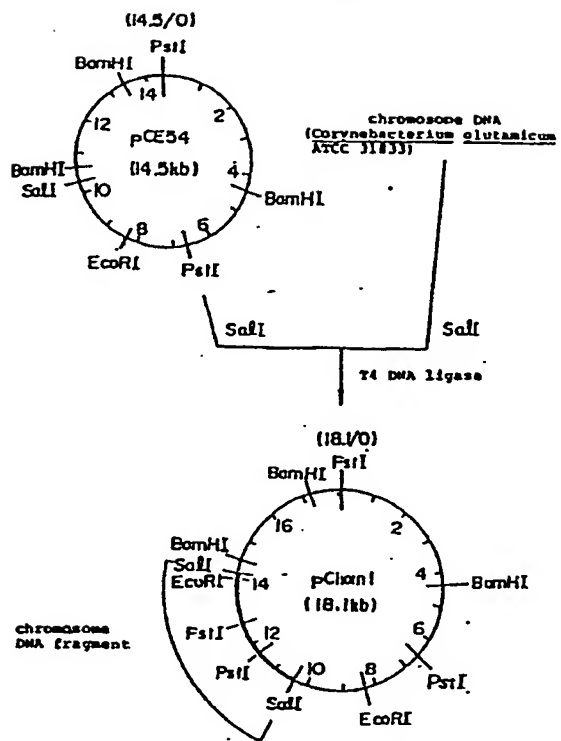 (14.5/0)
PstI
BamHI
14
2
12
pCE54
(14.5kb)
BamHI
SalI
10
4
BamHI
8
6
EcoRI
PstI
chromosome DNA
(Corynebacterium glutamicum
ATCC 31833)
SalI
SalI
T4 DNA ligase
(18.1/0)
PstI
BamHI
16
2
BamHI
SalI
EcoRI
14
pChom1
(18.1kb)
4
BamHI
PstI
12
6
PstI
10
8
PstI
SalI
EcoRI
chromosome
DNA fragment